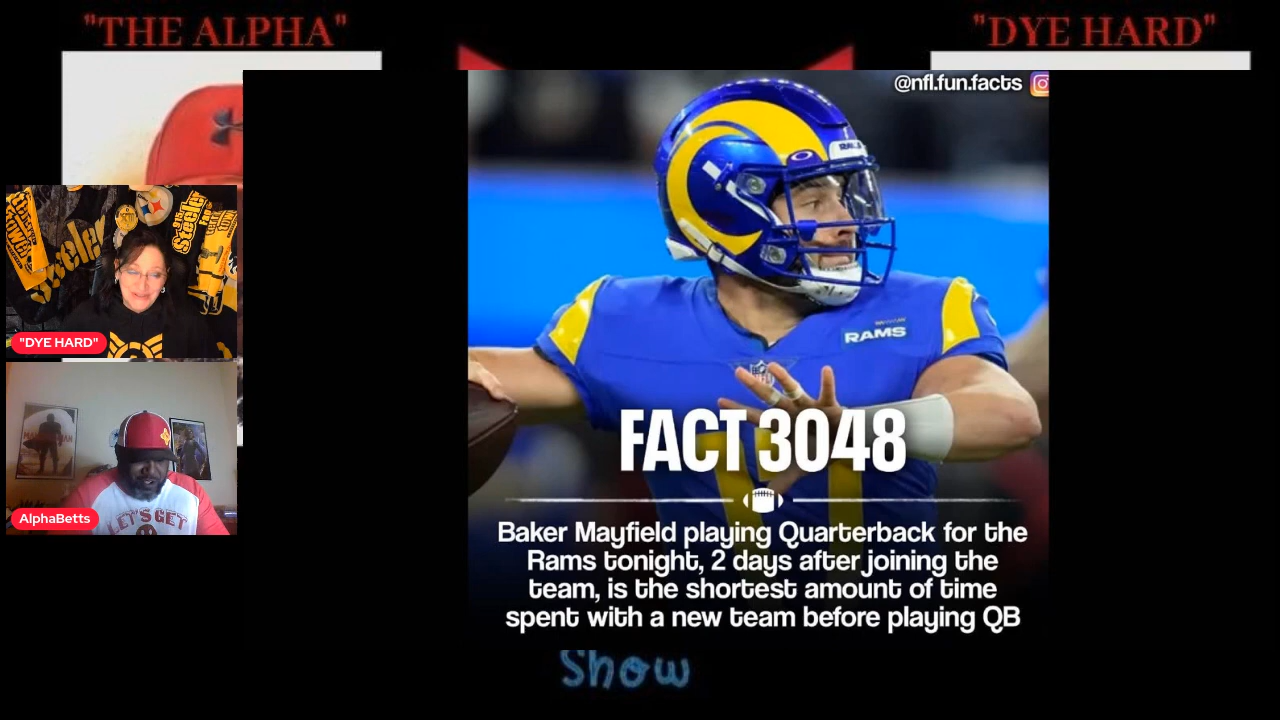 "THE ALPHA"
"DYE HARD"
@nfl.fun.facts
RAMS
FACT 3048
Baker Mayfield playing Quarterback for the
Rams tonight, 2 days after joining the
team, is the shortest amount of time
spent with a new team before playing QB
"DYE HARD"
Steelers
AlphaBetts
LET'S GET
Show